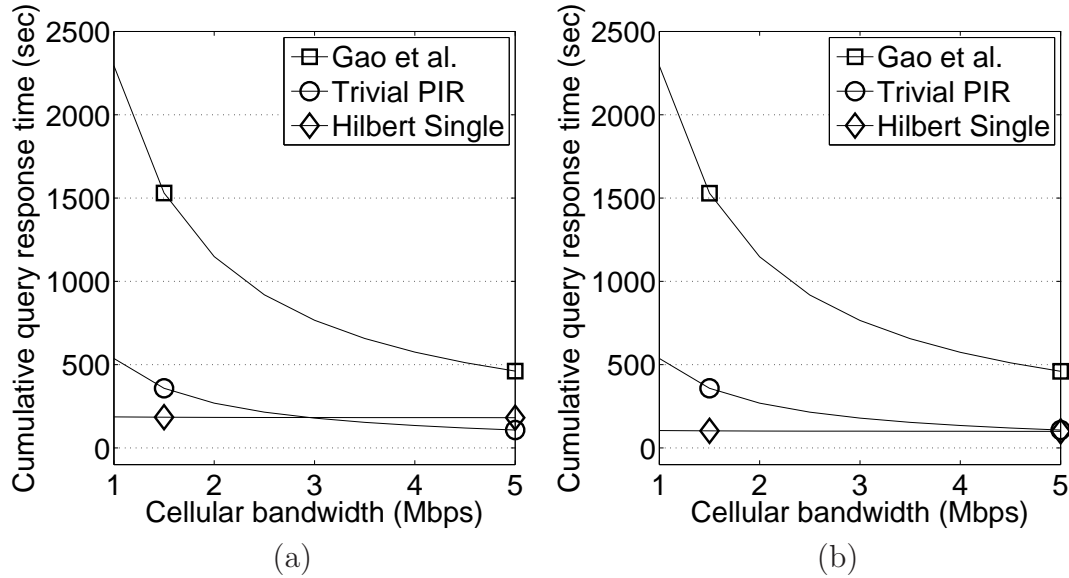 Cumulative query response time (sec)
2500
2000
1500
1000
500
0
Gao et al.
Trivial PIR
Hilbert Single
1 2 3 4 5
Cellular bandwidth (Mbps)
(a)
Cumulative query response time (sec)
2500
2000
1500
1000
500
0
Gao et al.
Trivial PIR
Hilbert Single
1 2 3 4 5
Cellular bandwidth (Mbps)
(b)